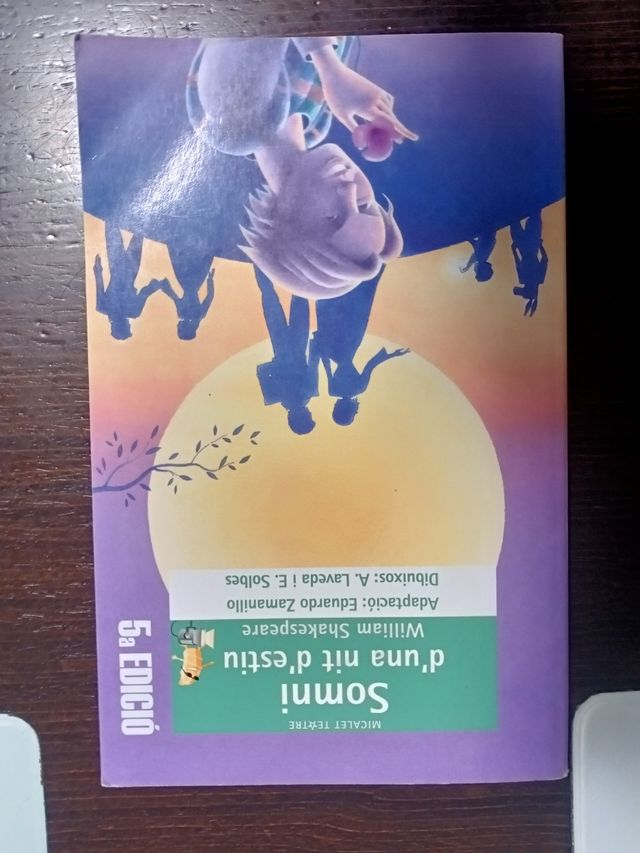 MICALET TEATRE
Somni
d'una nit d'estiu
William Shakespeare
Adaptació: Eduardo Zamanillo
Dibuixos: A. Laveda i E. Solbes
5a EDICIÓ